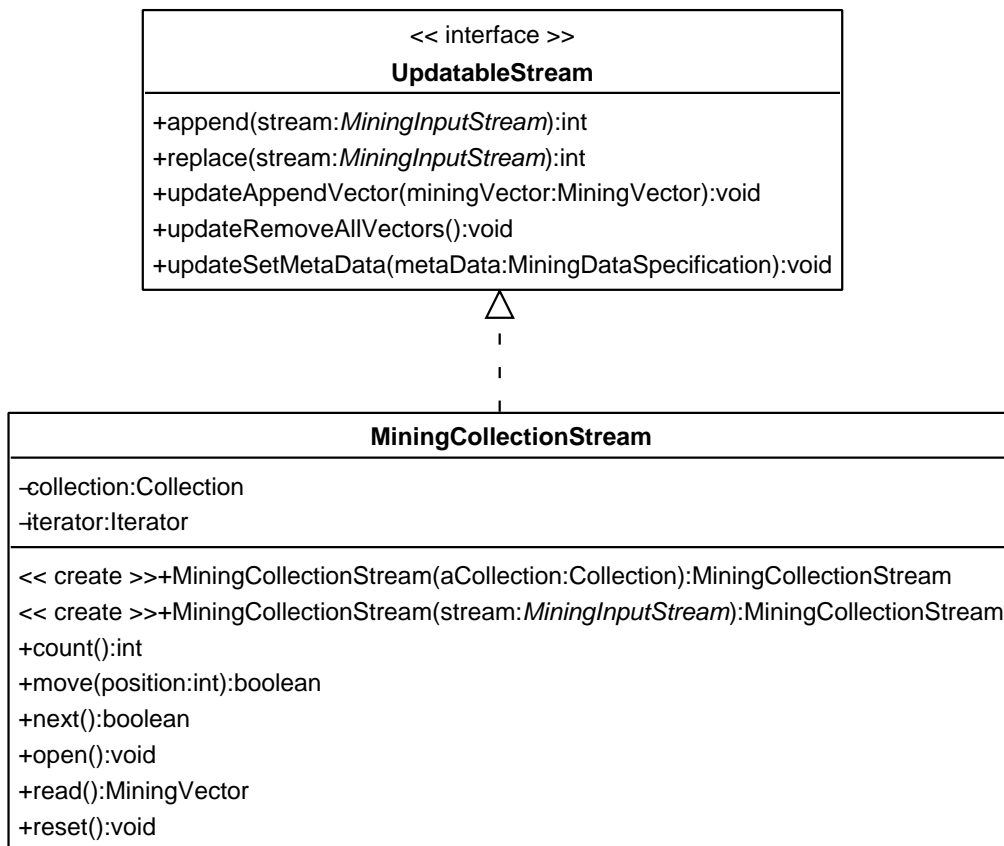 << interface >>
UpdatableStream
+append(stream:MiningInputStream):int
+replace(stream:MiningInputStream):int
+updateAppendVector(miningVector:MiningVector):void
+updateRemoveAllVectors():void
+updateSetMetaData(metaData:MiningDataSpecification):void
MiningCollectionStream
-collection:Collection
-iterator:Iterator
<< create >>+MiningCollectionStream(aCollection:Collection):MiningCollectionStream
<< create >>+MiningCollectionStream(stream:MiningInputStream):MiningCollectionStream
+count():int
+move(position:int):boolean
+next():boolean
+open():void
+read():MiningVector
+reset():void